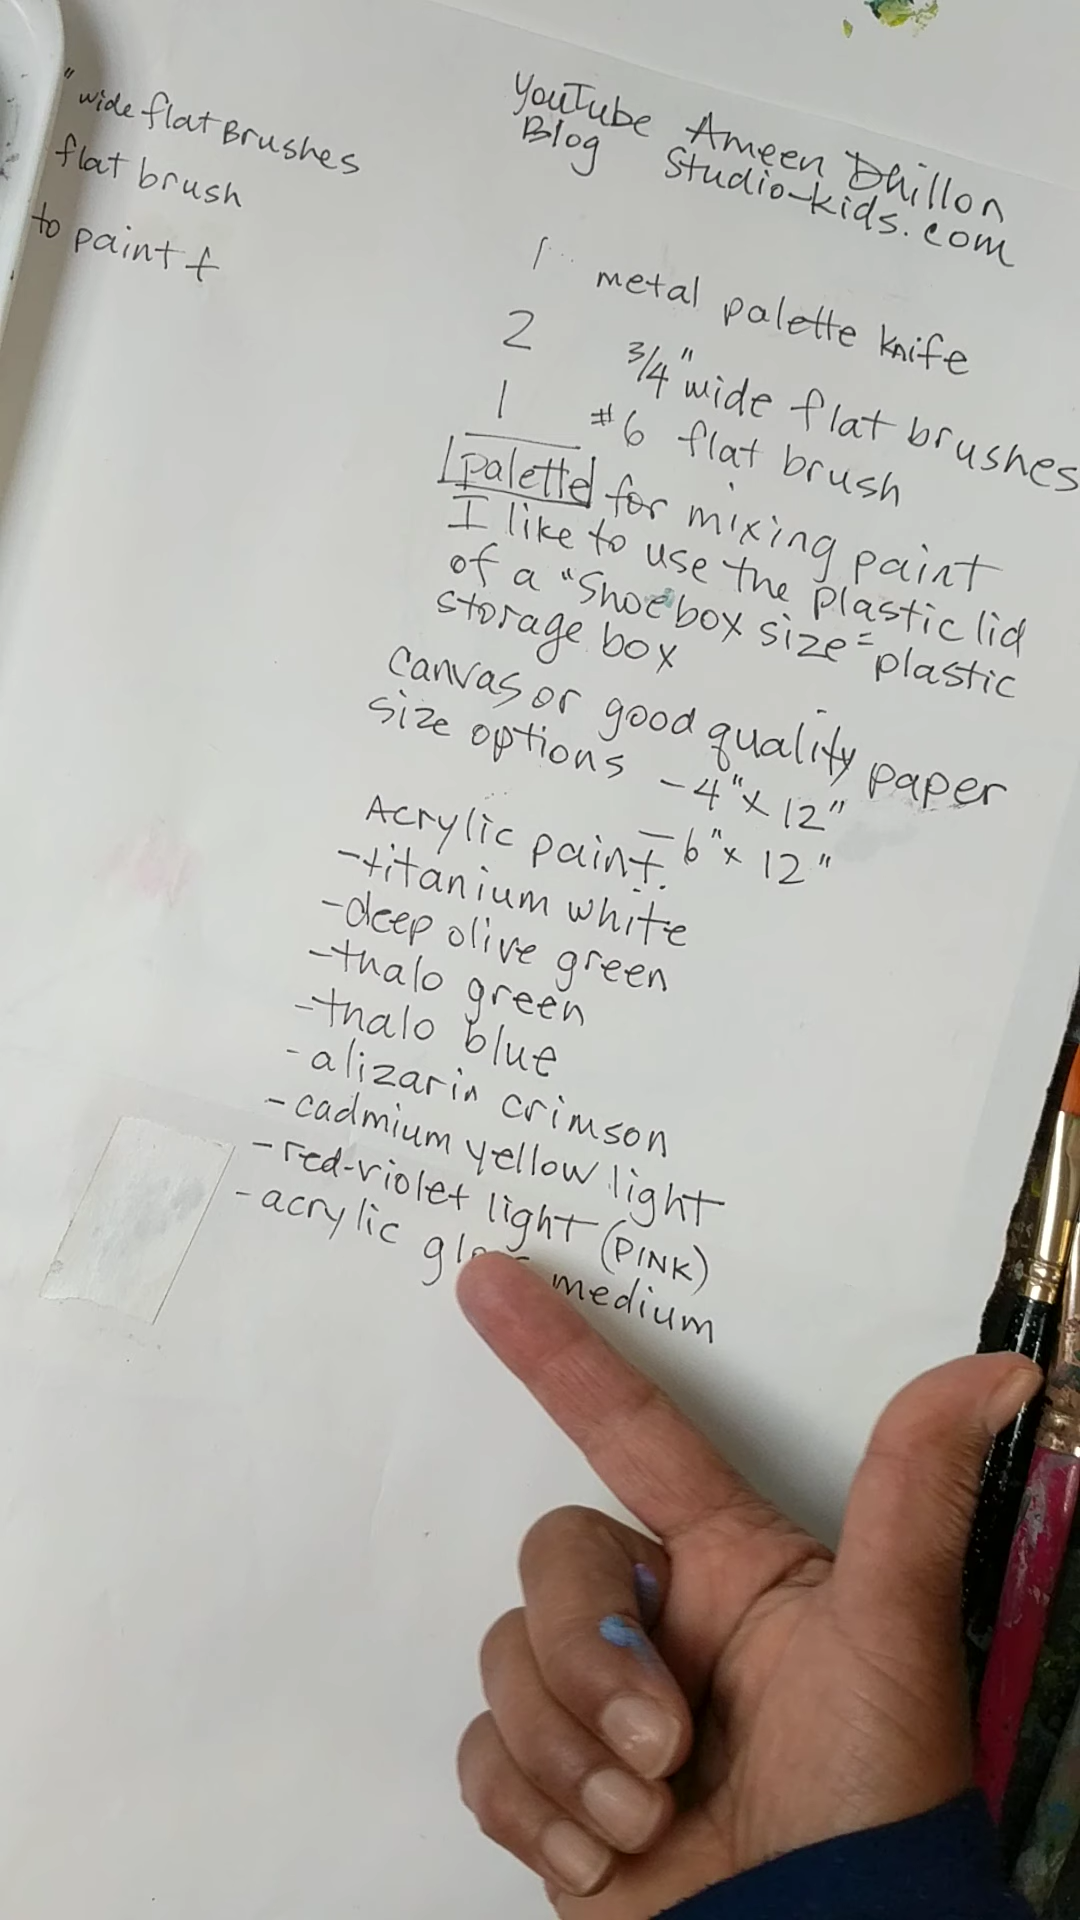 " wide flat Brushes
flat brush
to paint f
YouTube Ameen Dhillon
Blog Studio-kids.com
1 metal palette knife
2 3/4" wide flat brushes
1 #6 flat brush
palette for mixing paint
I like to use the plastic lid
of a "Shoebox size" plastic
storage box
canvas or good quality paper
size options - 4" x 12"
- 6" x 12"
Acrylic paint
- titanium white
- deep olive green
- thalo green
- thalo blue
- alizarin crimson
- cadmium yellow light
- red-violet light (PINK)
- acrylic medium